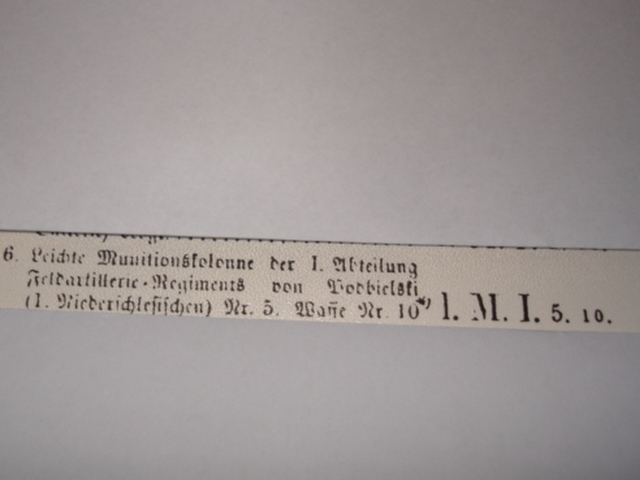 6. Leichte Munitionskolonne der I. Abteilung
Feldartillerie-Regiments von Podbielski
(1. Niederschlesischen) Nr. 5. Waffe Nr. 10*) l. M. I. 5. 10.